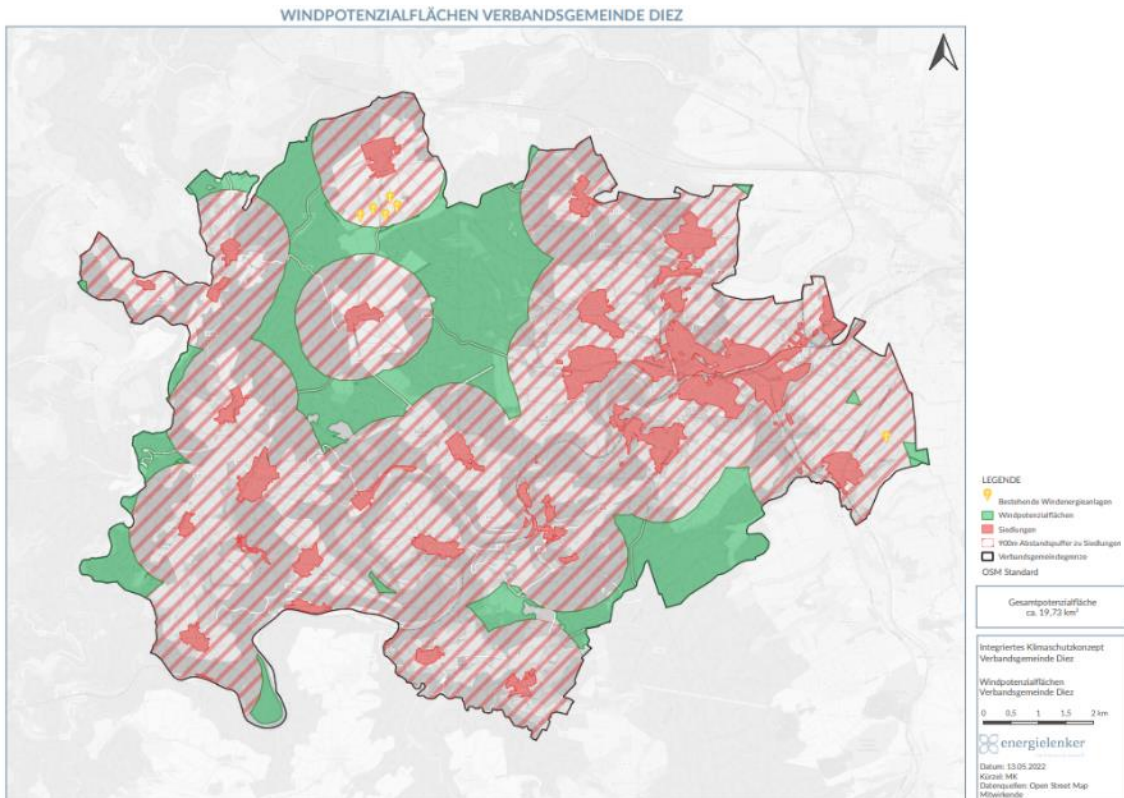 WINDPOTENZIALFLÄCHEN VERBANDSGEMEINDE DIEZ
LEGENDE
Bestehende Windenergieanlagen
Windpotenzialflächen
Siedlungen
900m Abstandspuffer zu Siedlungen
Verbandsgemeindegrenze
OSM Standard
Gesamtpotenzialfläche
ca. 19,73 km²
Integriertes Klimaschutzkonzept
Verbandsgemeinde Diez
Windpotenzialflächen
Verbandsgemeinde Diez
0 0,5 1 1,5 2 km
energielenker
Datum: 13.05.2022
Kürzel: MK
Datenquellen: Open Street Map
Mitwirkende